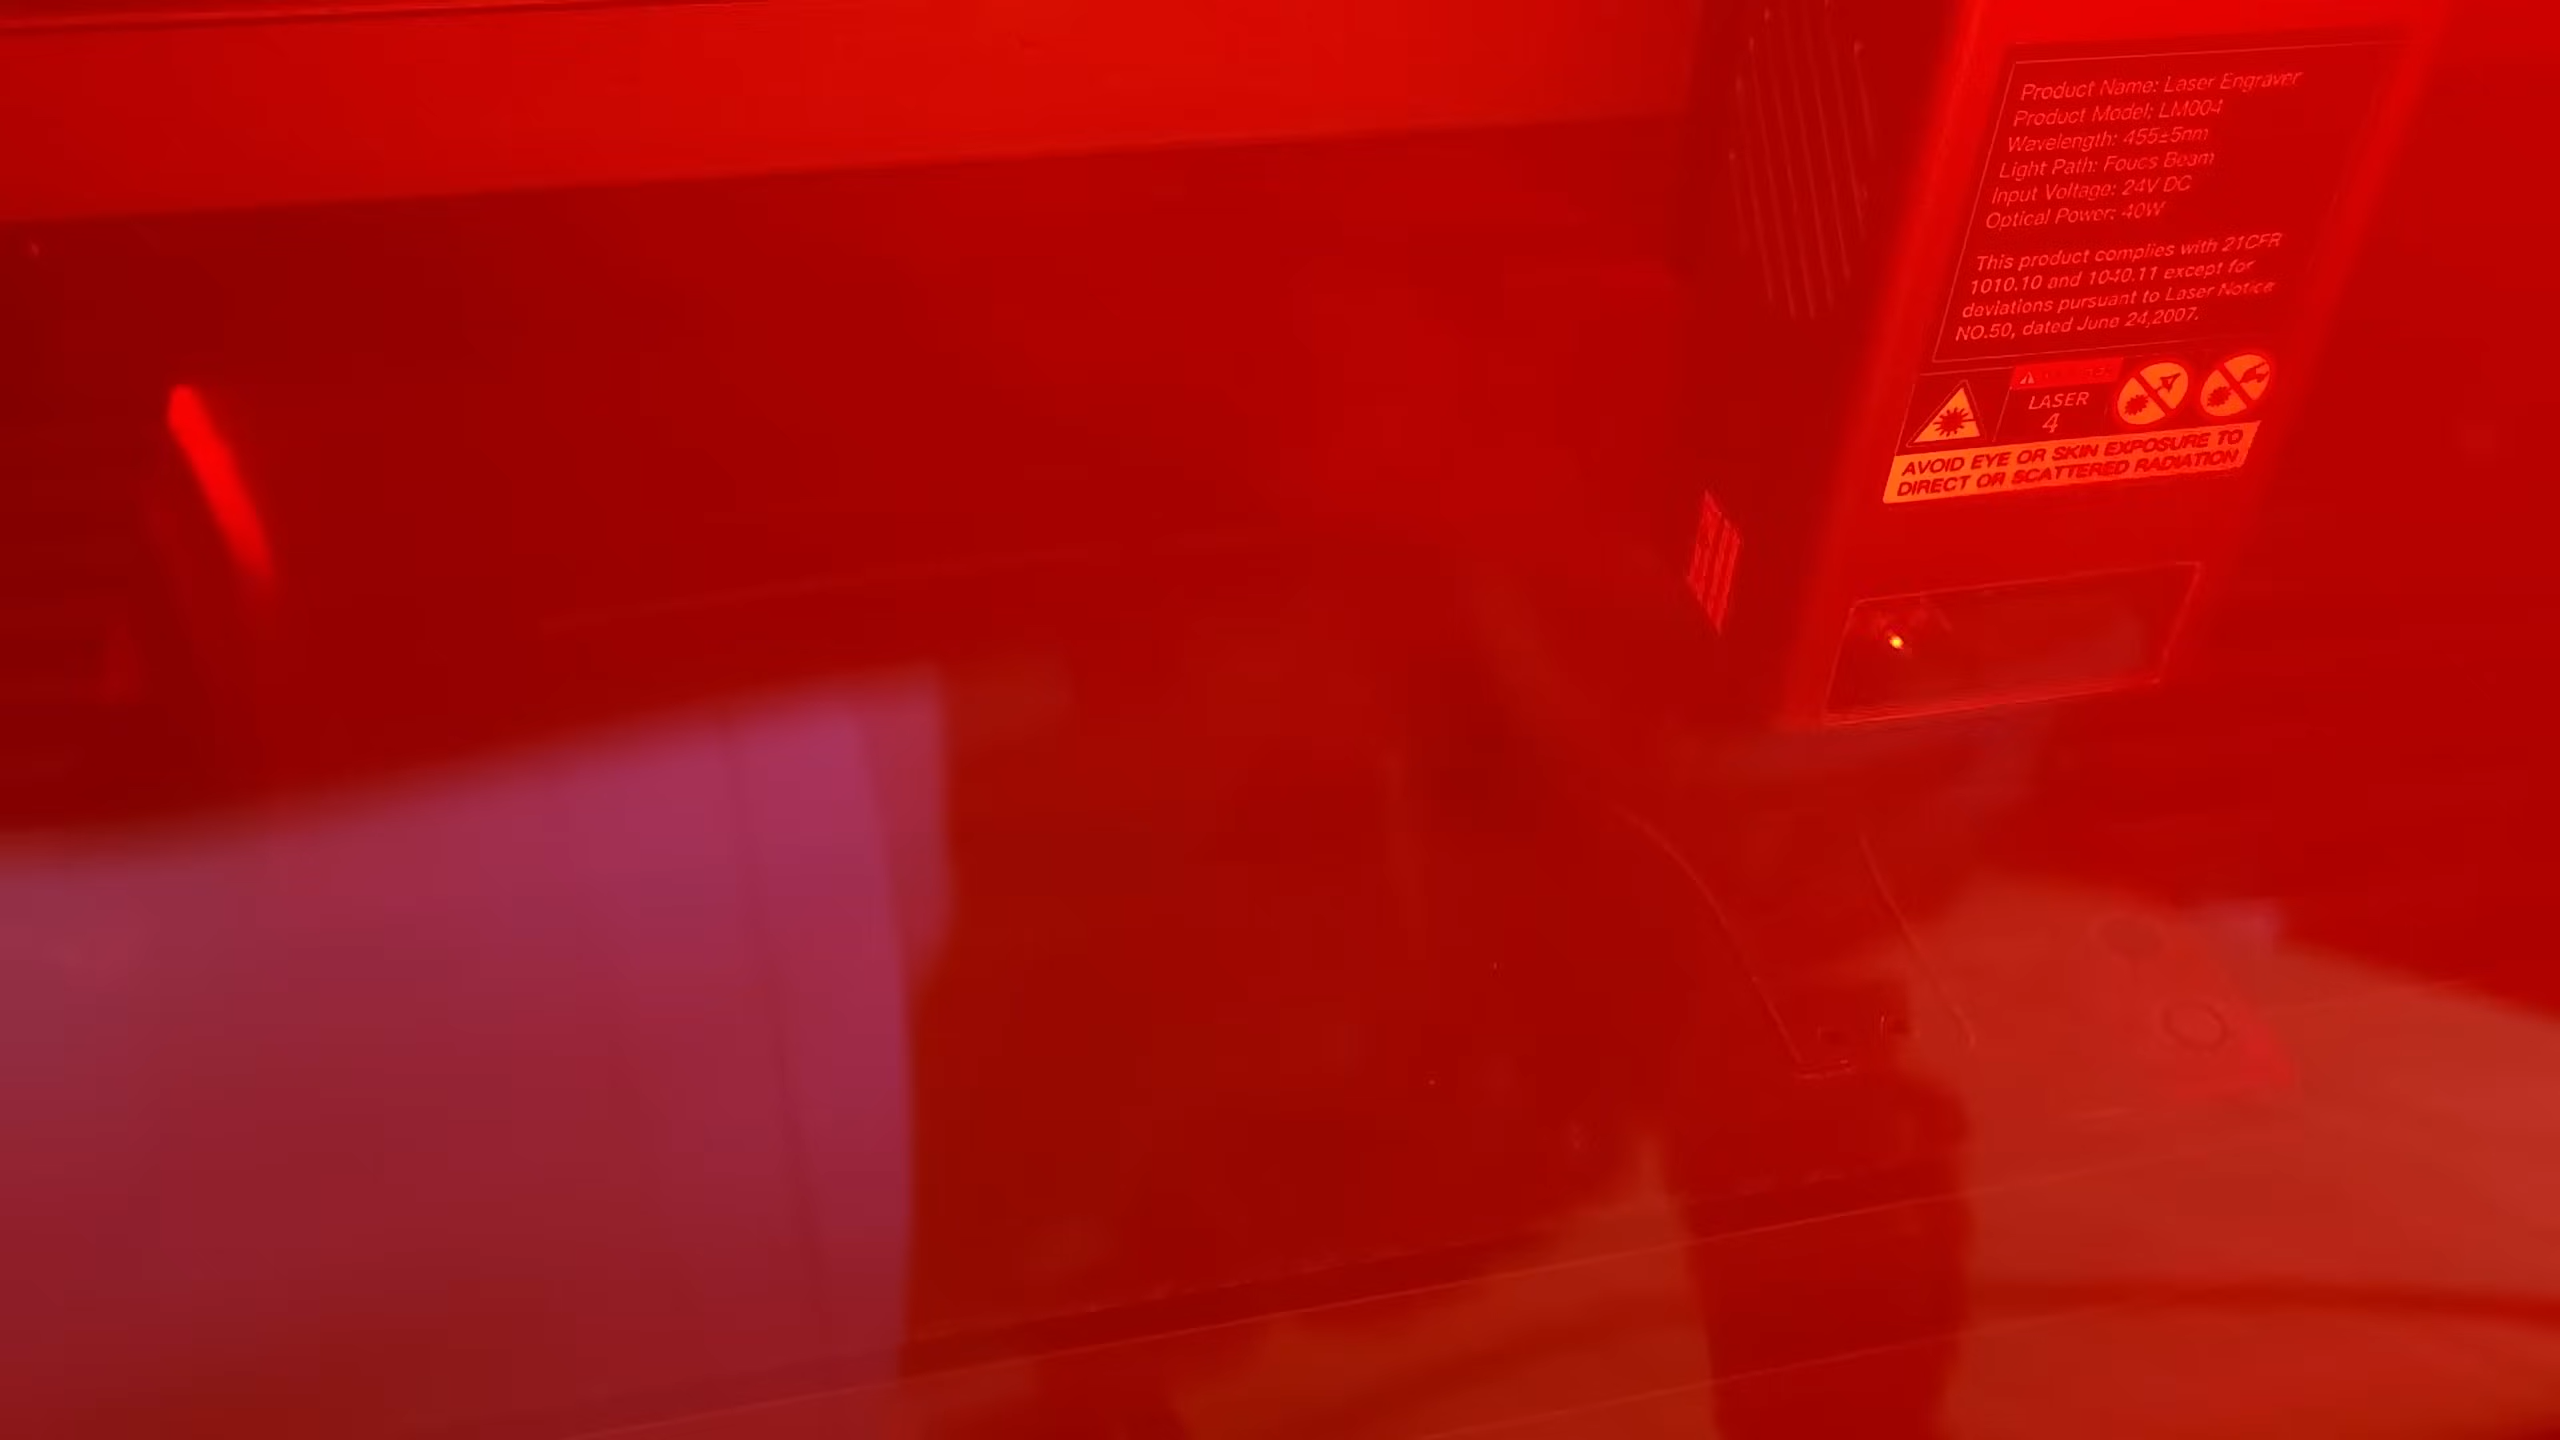 Product Name: Laser Engraver
Product Model: LM004
Wavelength: 455±5nm
Light Path: Foucs Beam
Input Voltage: 24V DC
Optical Power: 40W
This product complies with 21CFR
1010.10 and 1040.11 except for
deviations pursuant to Laser Notice
NO.50, dated June 24,2007.
LASER
4
AVOID EYE OR SKIN EXPOSURE TO
DIRECT OR SCATTERED RADIATION